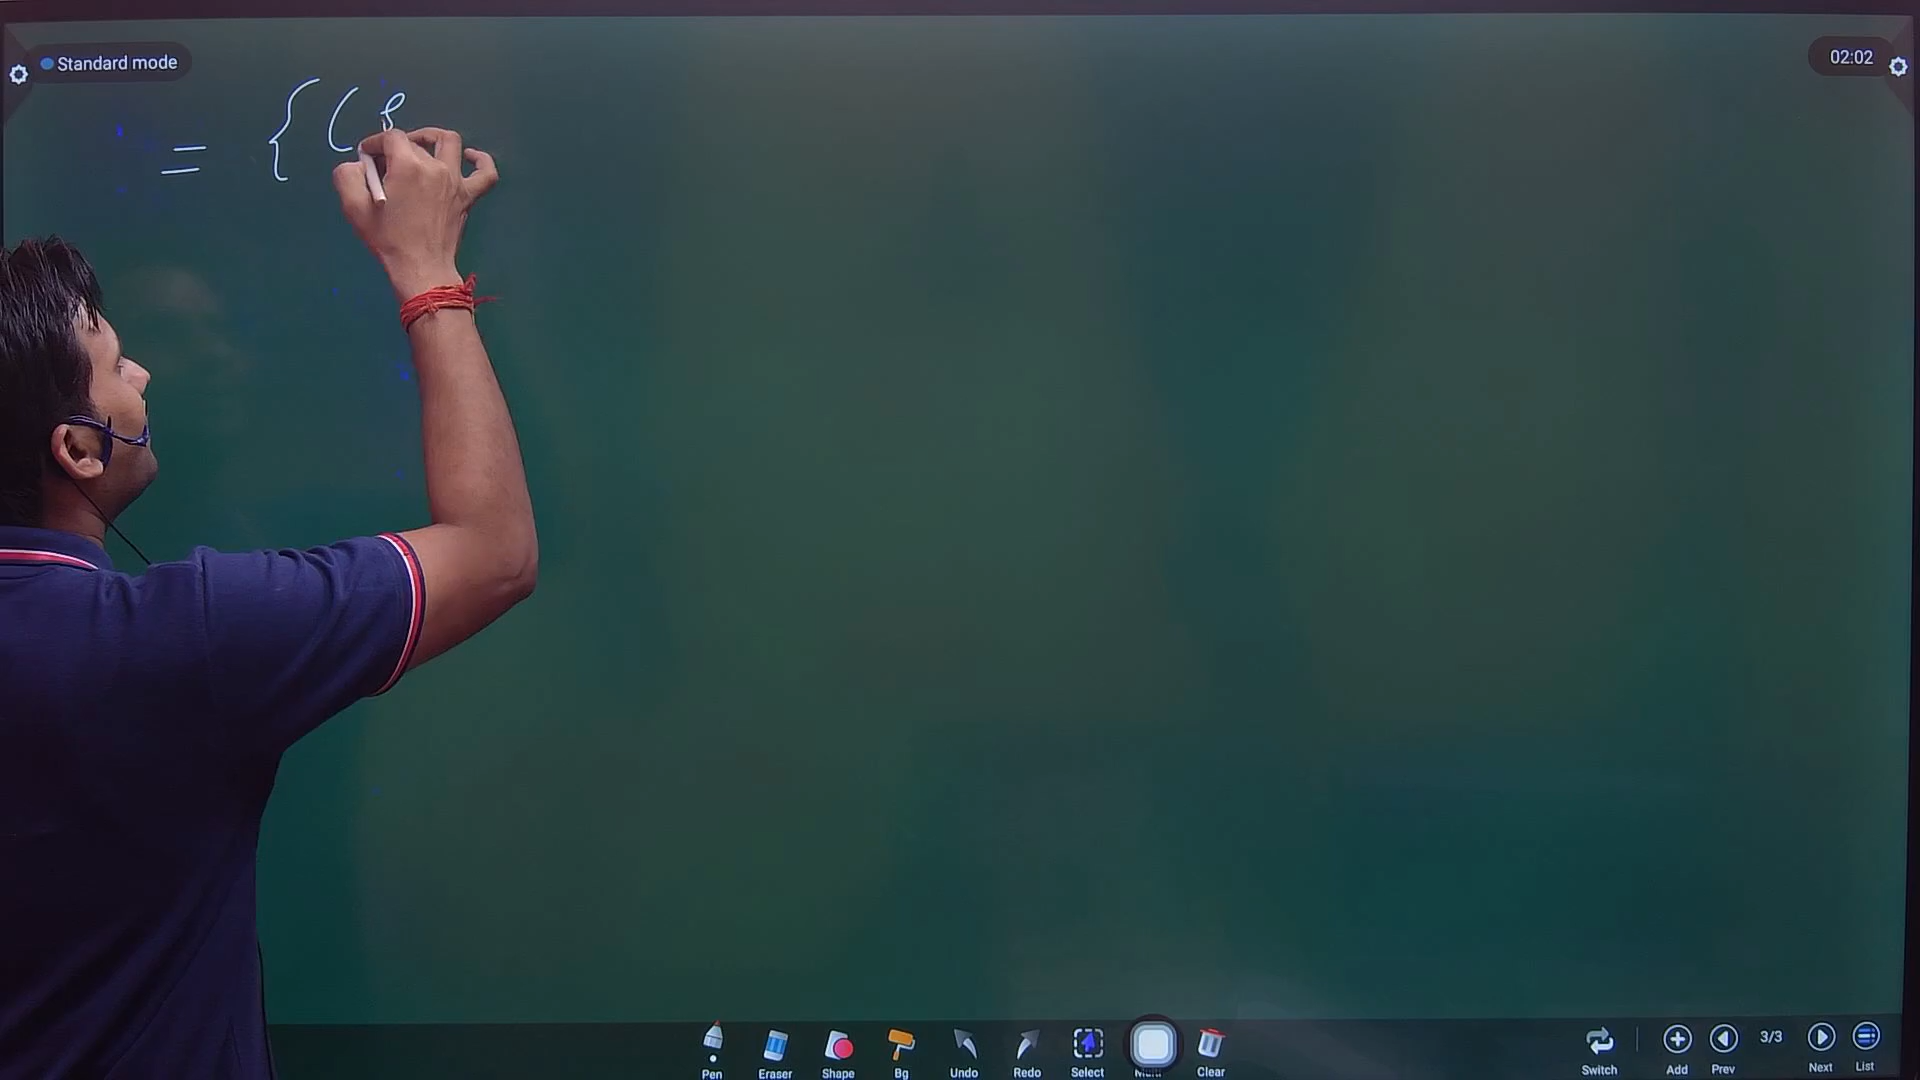 Standard mode
02:02
= { ( 8
Pen Eraser Shape Bg Undo Redo Select Clear Switch Add Prev 3/3 Next List